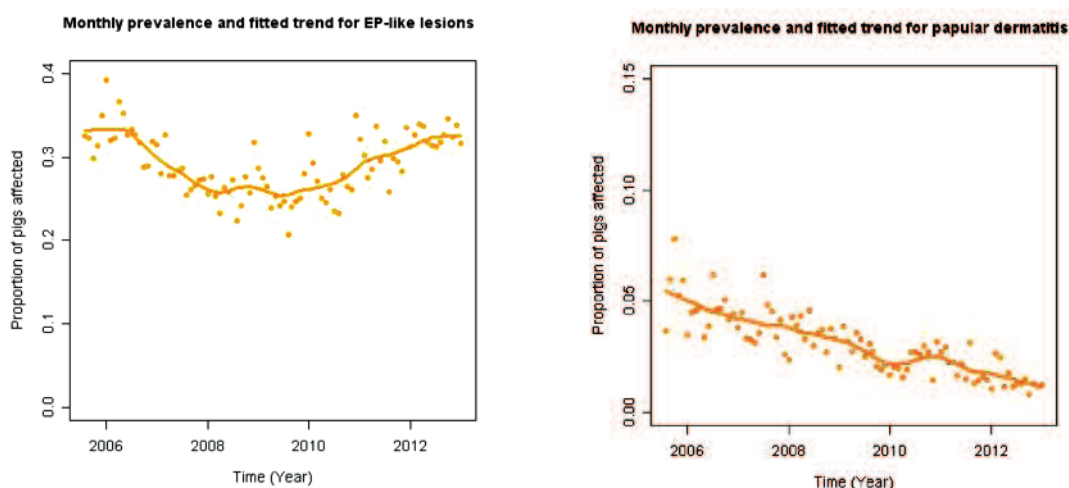 Monthly prevalence and fitted trend for EP-like lesions
Proportion of pigs affected
0.4
0.3
0.2
0.1
0.0
2006 2008 2010 2012
Time (Year)
Monthly prevalence and fitted trend for papular dermatitis
Proportion of pigs affected
0.15
0.10
0.05
0.00
2006 2008 2010 2012
Time (Year)